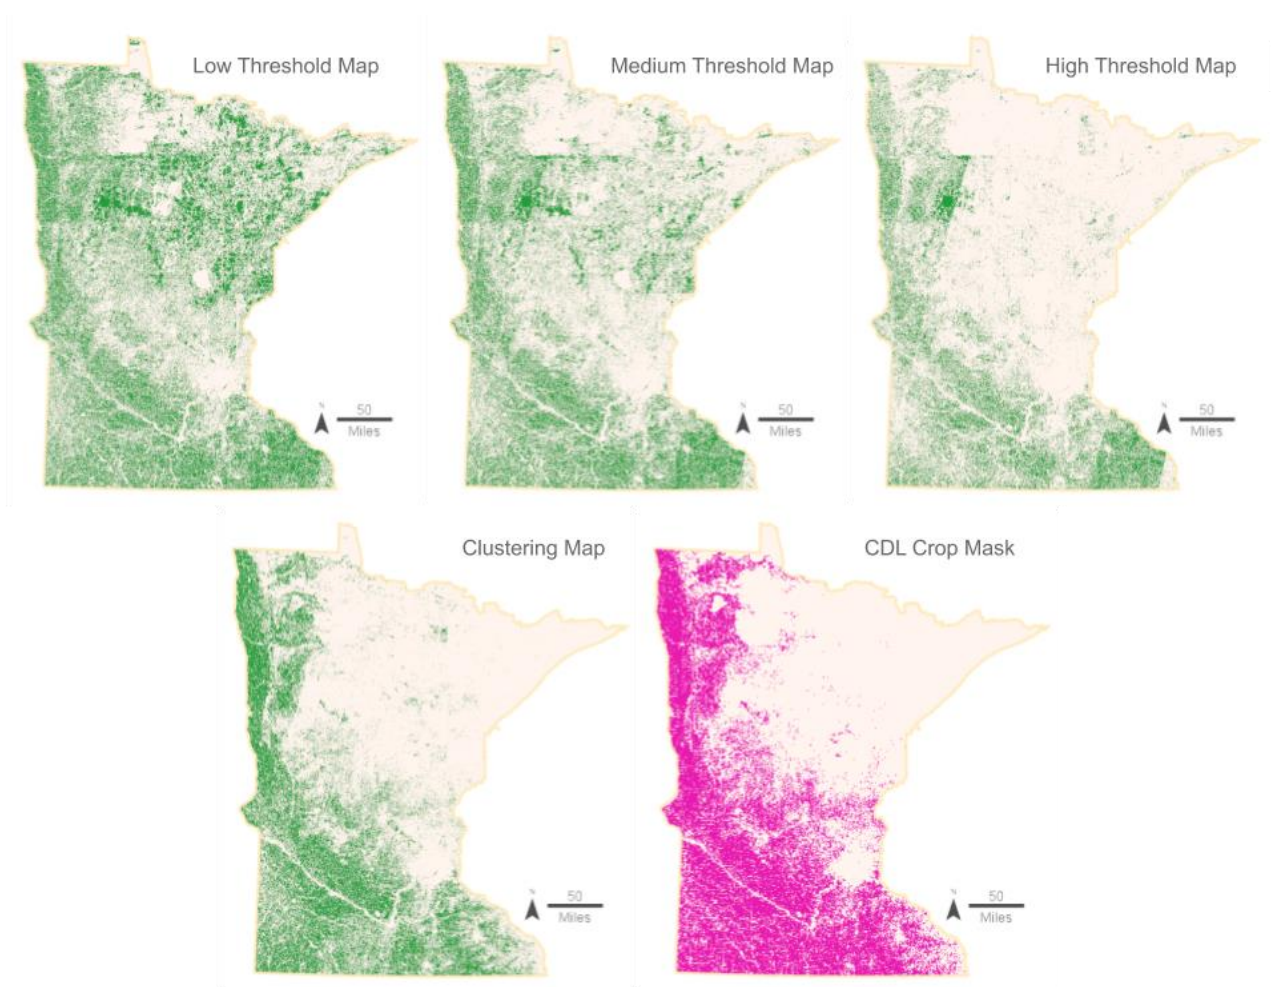 Low Threshold Map
Medium Threshold Map
High Threshold Map
N
50
Miles
N
50
Miles
N
50
Miles
Clustering Map
CDL Crop Mask
N
50
Miles
N
50
Miles